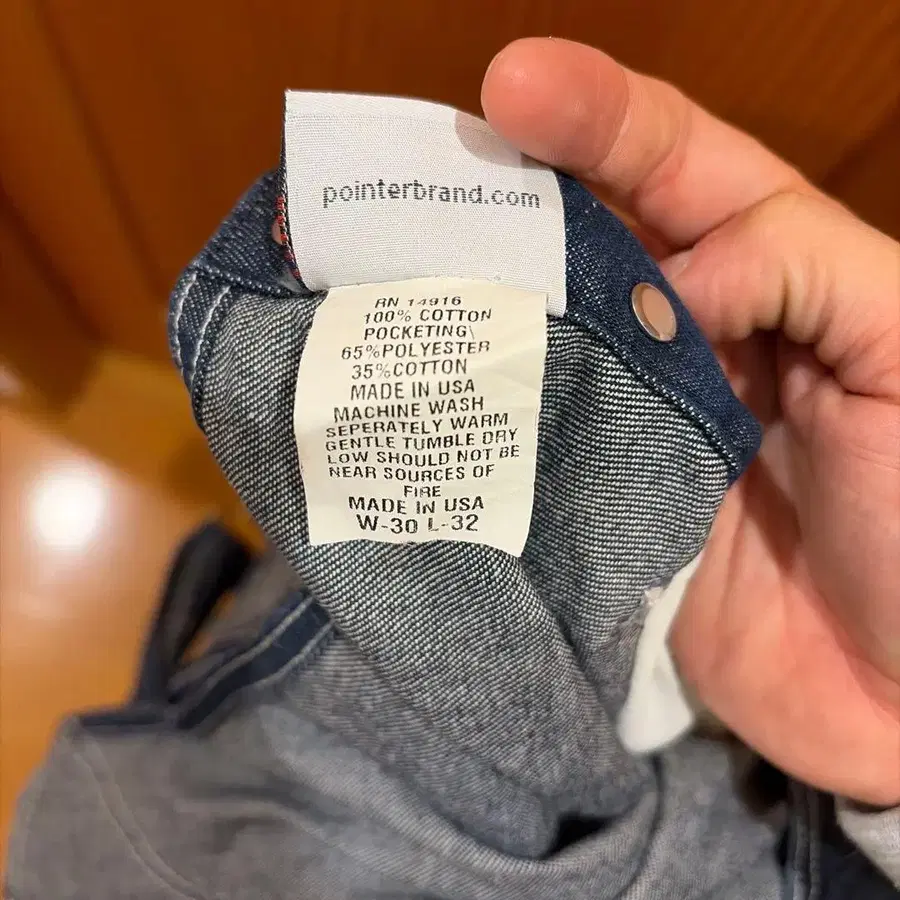 pointerbrand.com
RN 14916
100% COTTON
POCKETING\
65%POLYESTER
35%COTTON
MADE IN USA
MACHINE WASH
SEPERATELY WARM
GENTLE TUMBLE DRY
LOW SHOULD NOT BE
NEAR SOURCES OF
FIRE
MADE IN USA
W-30 L-32